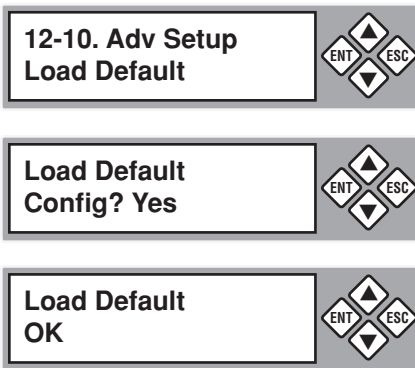 12-10. Adv Setup
Load Default
ENT
ESC
Load Default
Config? Yes
ENT
ESC
Load Default
OK
ENT
ESC